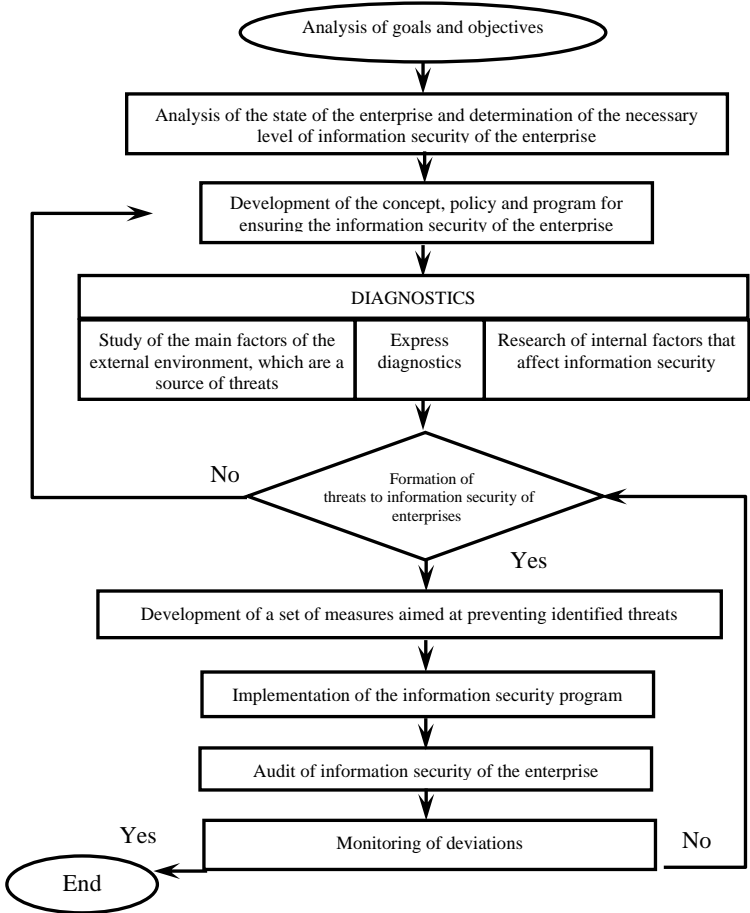 Analysis of goals and objectives
Analysis of the state of the enterprise and determination of the necessary
level of information security of the enterprise
Development of the concept, policy and program for
ensuring the information security of the enterprise
DIAGNOSTICS
Study of the main factors of the
external environment, which are a
source of threats
Express
diagnostics
Research of internal factors that
affect information security
No
Formation of
threats to information security of
enterprises
Yes
Development of a set of measures aimed at preventing identified threats
Implementation of the information security program
Audit of information security of the enterprise
Yes
Monitoring of deviations
No
End